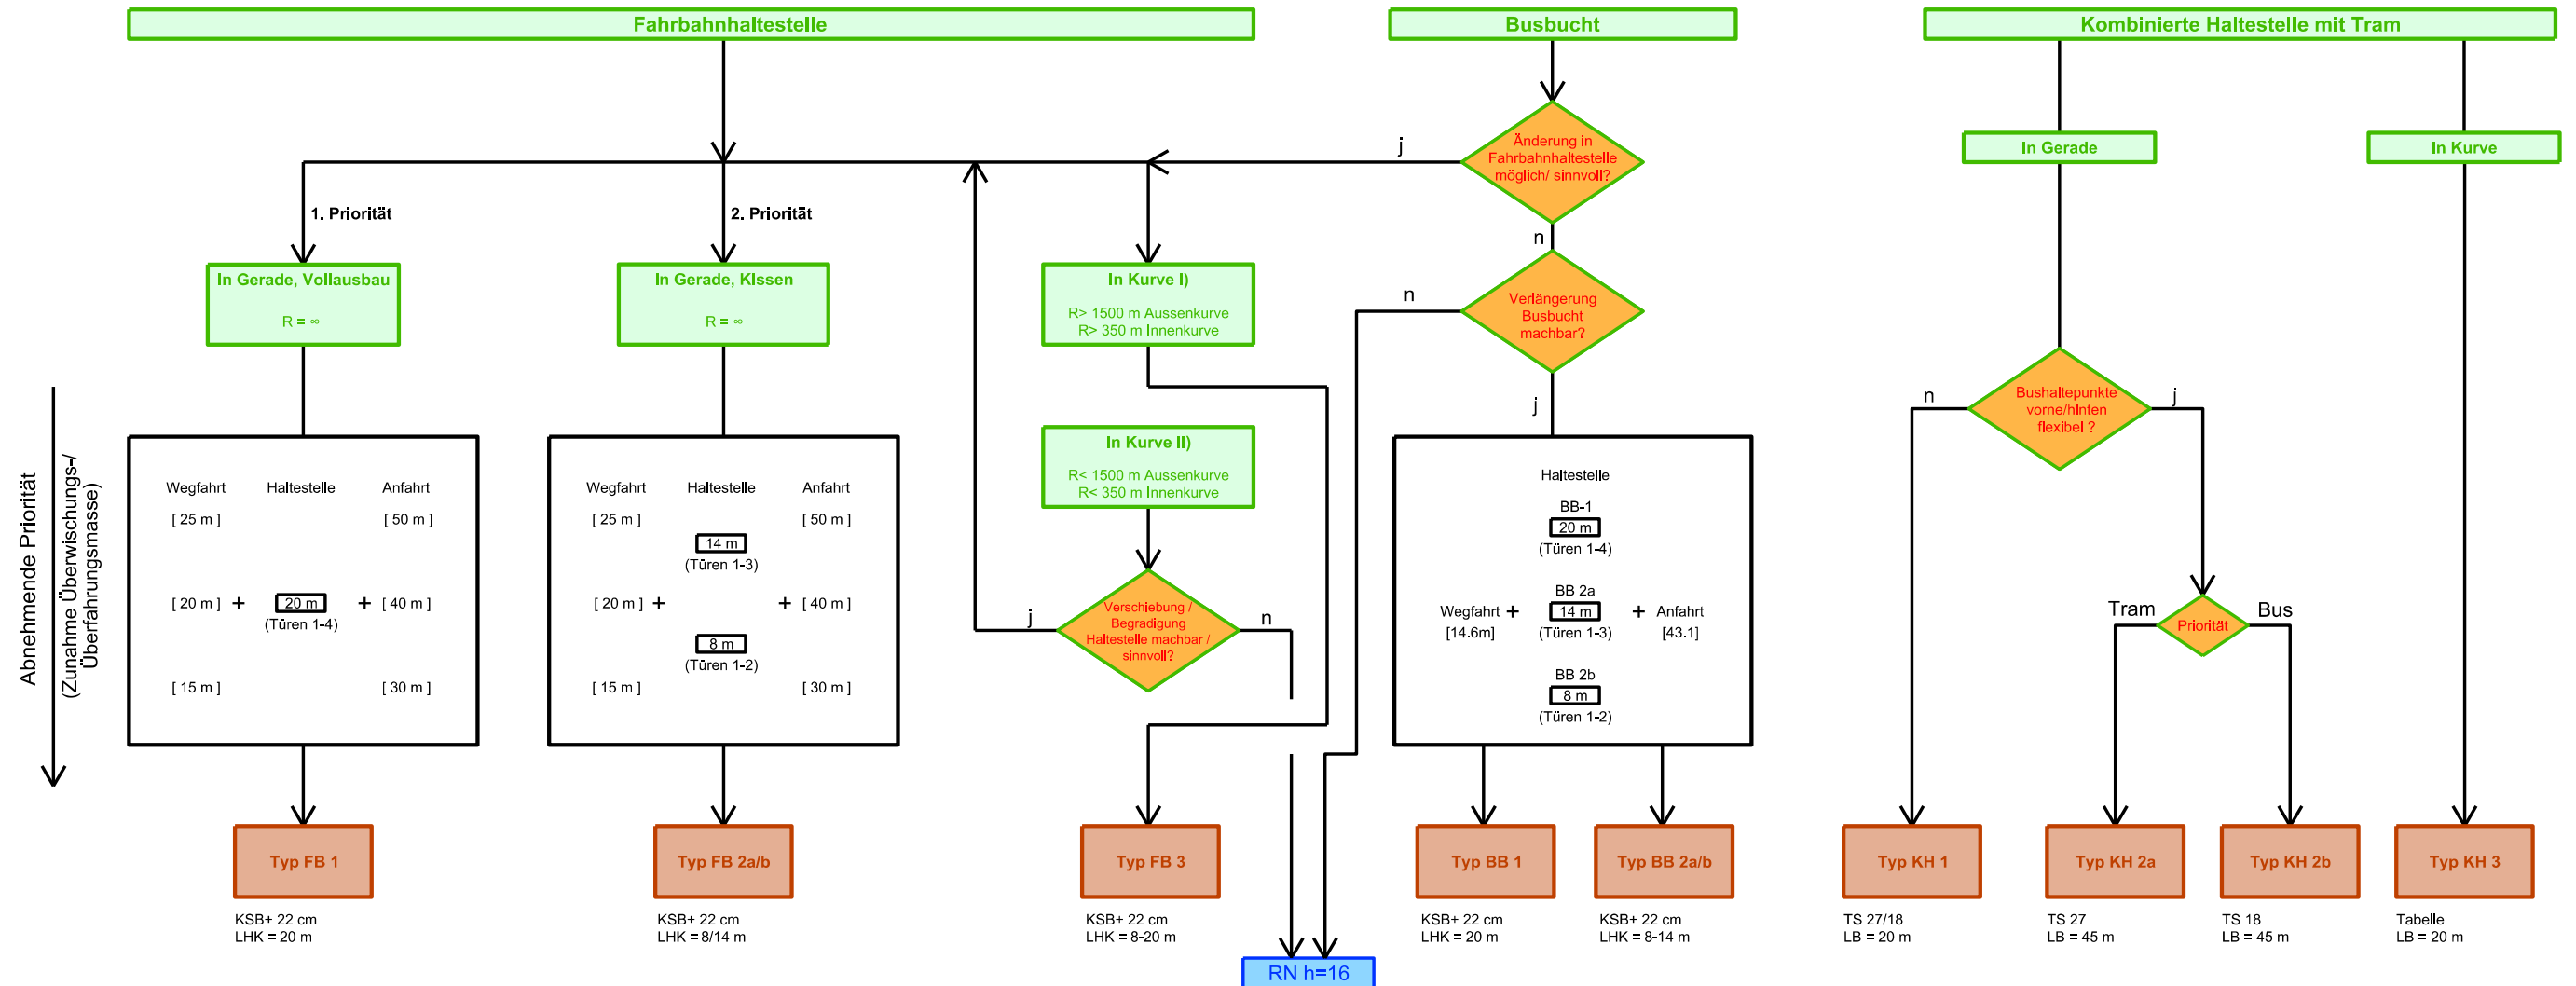 Fahrbahnhaltestelle
Busbucht
Kombinierte Haltestelle mit Tram
Änderung in
Fahrbahnhaltestelle
möglich/ sinnvoll?
j
n
In Gerade
In Kurve
1. Priorität
2. Priorität
In Gerade, Vollausbau
R = ∞
In Gerade, KIssen
R = ∞
In Kurve I)
R> 1500 m Aussenkurve
R> 350 m Innenkurve
Verlängerung
Busbucht
machbar?
n
j
Bushaltepunkte
vorne/hInten
flexibel ?
n
j
Abnehmende Priorität
(Zunahme Überwischungs-/
Überfahrungsmasse)
Wegfahrt Haltestelle Anfahrt
[ 25 m ] [ 50 m ]
[ 20 m ] + 20 m + [ 40 m ]
(Türen 1-4)
[ 15 m ] [ 30 m ]
Wegfahrt Haltestelle Anfahrt
[ 25 m ] [ 50 m ]
14 m
(Türen 1-3)
[ 20 m ] + + [ 40 m ]
8 m
(Türen 1-2)
[ 15 m ] [ 30 m ]
In Kurve II)
R< 1500 m Aussenkurve
R< 350 m Innenkurve
Verschiebung /
Begradigung
Haltestelle machbar /
sinnvoll?
j
n
Haltestelle
BB-1
20 m
(Türen 1-4)
BB 2a
Wegfahrt + 14 m + Anfahrt
[14.6m] (Türen 1-3) [43.1]
BB 2b
8 m
(Türen 1-2)
Tram
Bus
Priorität
Typ FB 1
KSB+ 22 cm
LHK = 20 m
Typ FB 2a/b
KSB+ 22 cm
LHK = 8/14 m
Typ FB 3
KSB+ 22 cm
LHK = 8-20 m
Typ BB 1
KSB+ 22 cm
LHK = 20 m
Typ BB 2a/b
KSB+ 22 cm
LHK = 8-14 m
Typ KH 1
TS 27/18
LB = 20 m
Typ KH 2a
TS 27
LB = 45 m
Typ KH 2b
TS 18
LB = 45 m
Typ KH 3
Tabelle
LB = 20 m
RN h=16